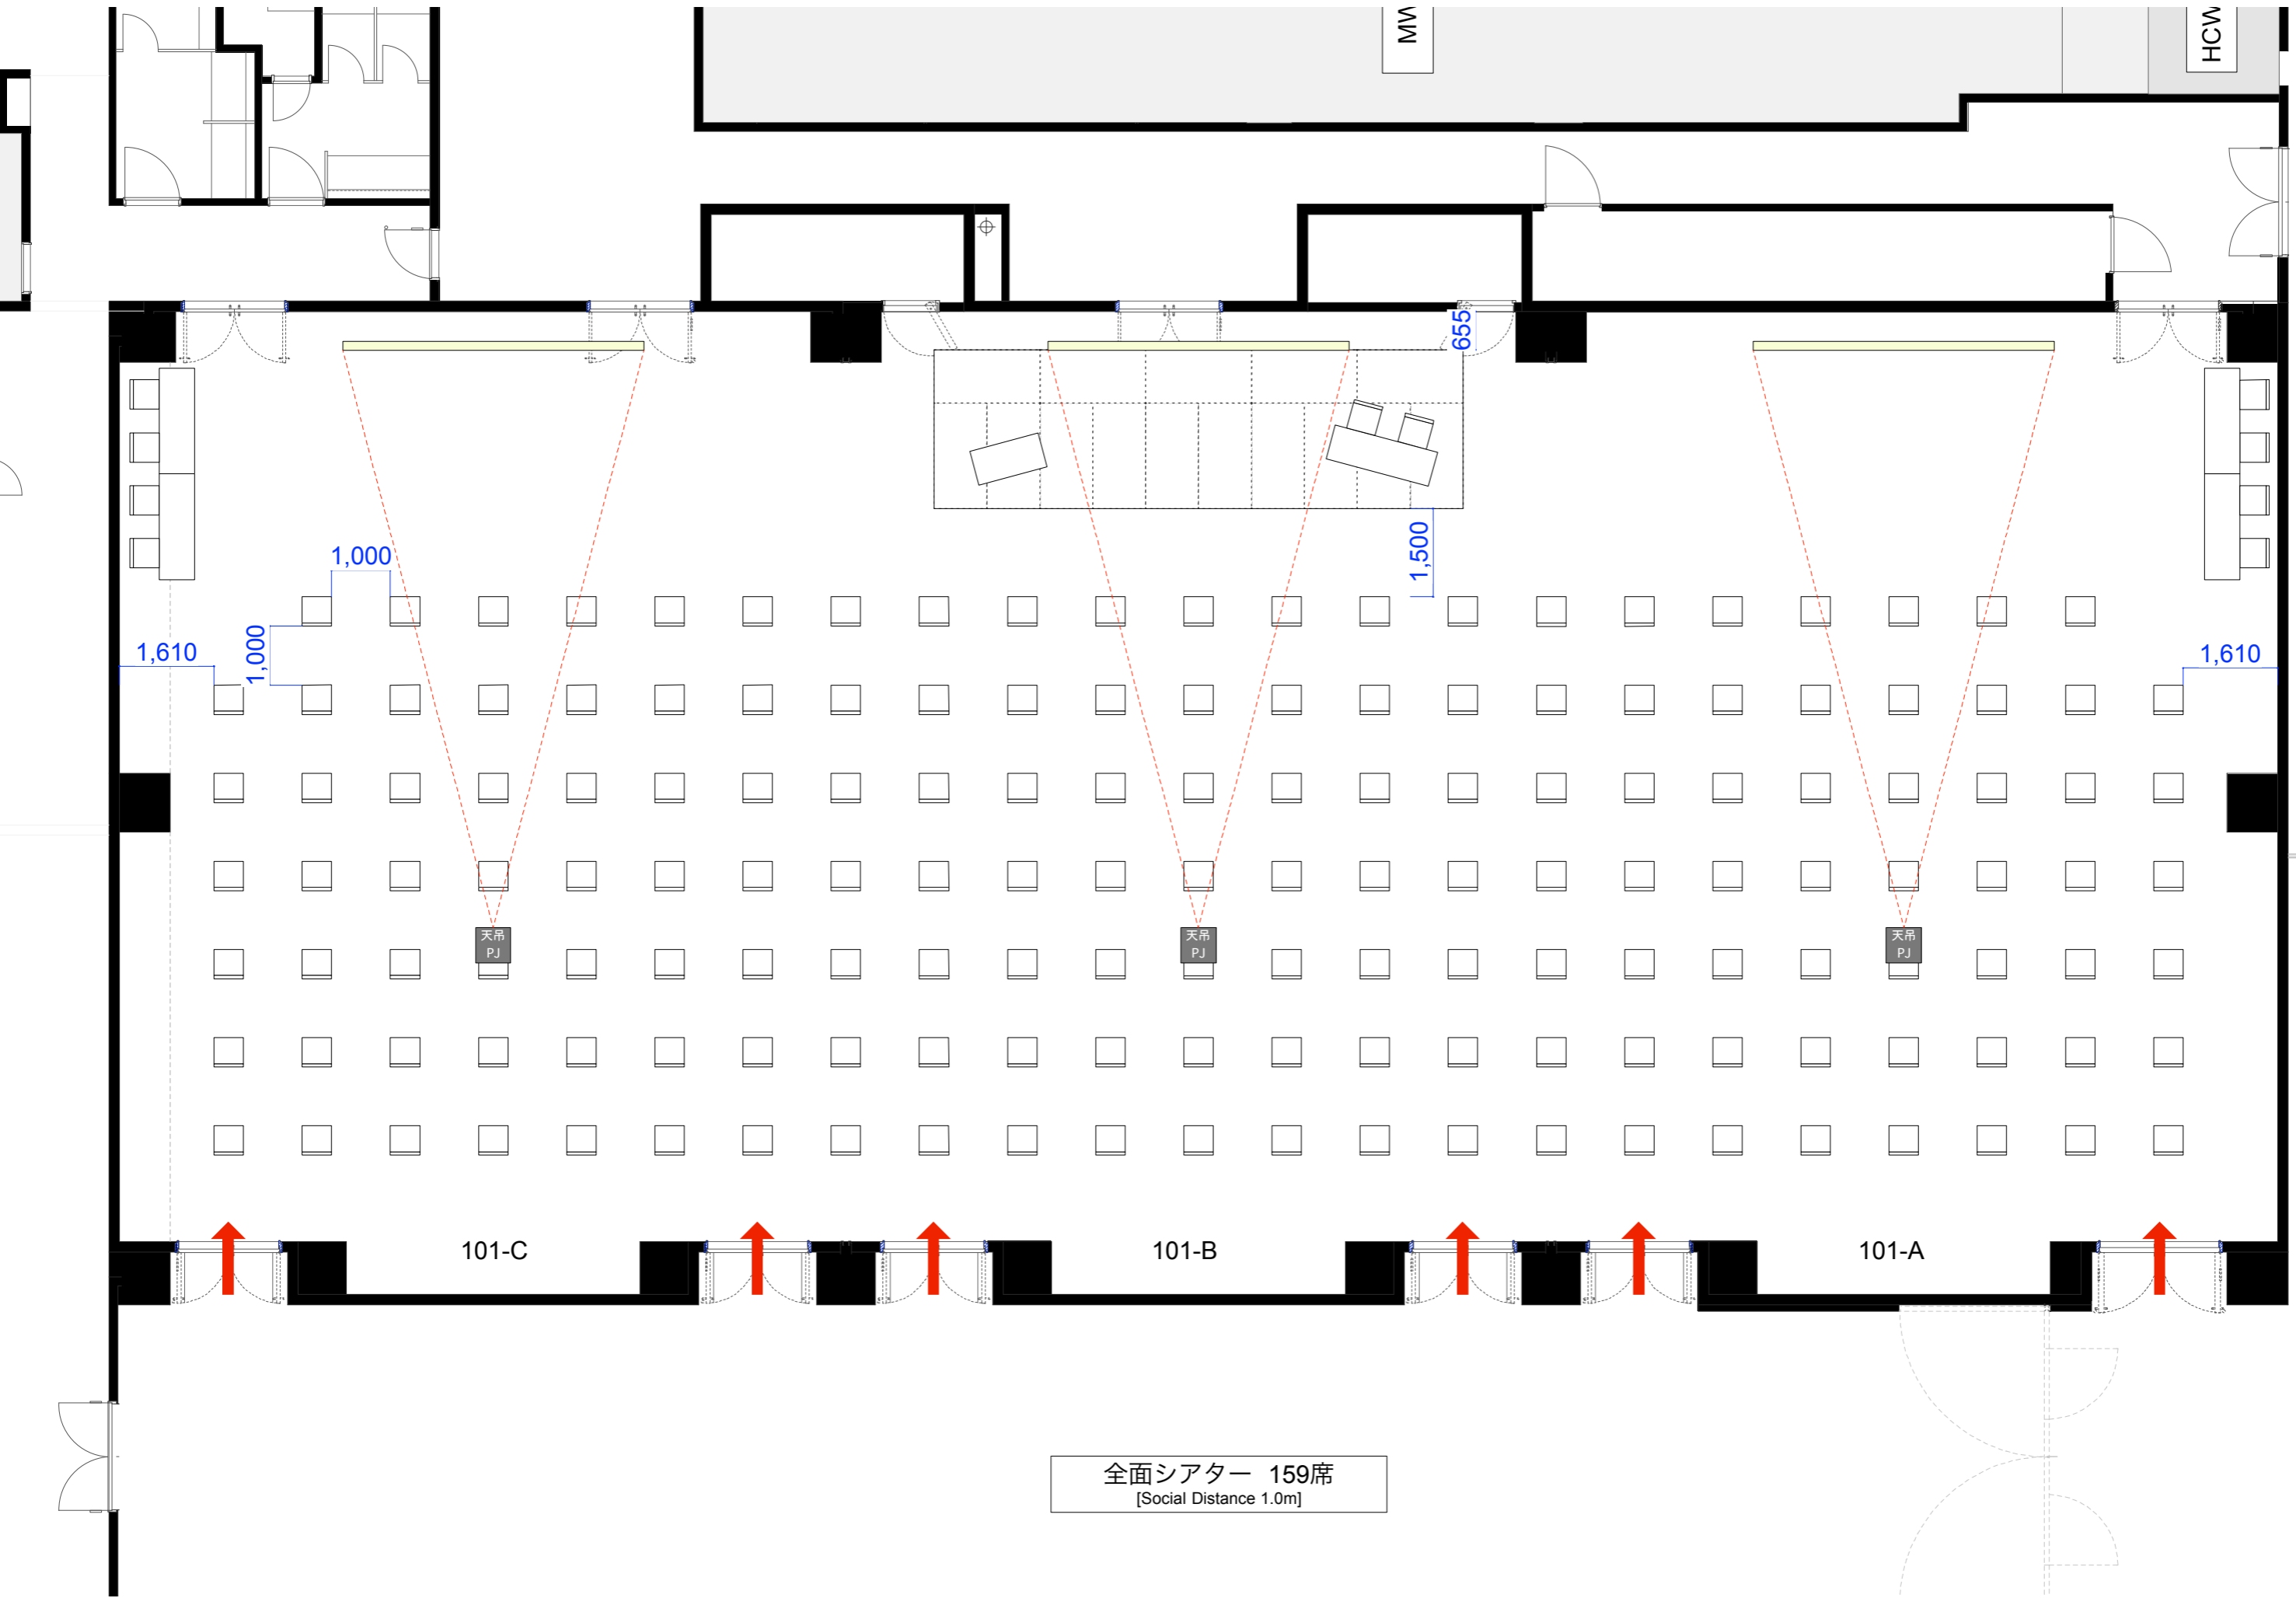 MW
HCW
655
1,500
1,000
1,000
1,610
1,610
天吊
PJ
天吊
PJ
天吊
PJ
101-C
101-B
101-A
全面シアター 159席
[Social Distance 1.0m]